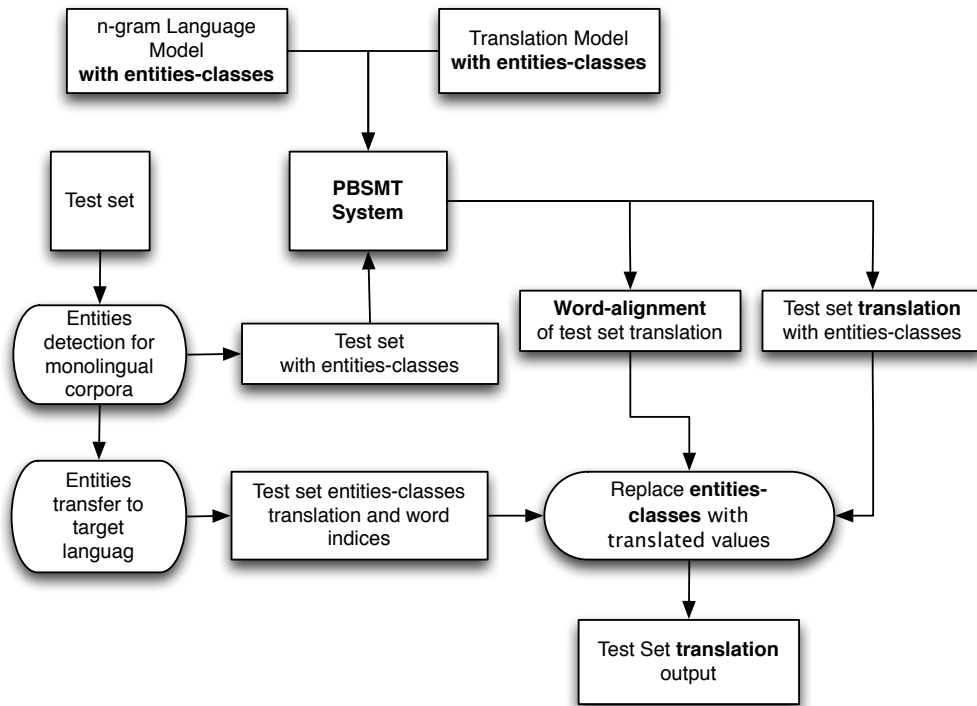 n-gram Language
Model
with entities-classes
Translation Model
with entities-classes
Test set
PBSMT
System
Entities
detection for
monolingual
corpora
Test set
with entities-classes
Word-alignment
of test set translation
Test set translation
with entities-classes
Entities
transfer to
target
languag
Test set entities-classes
translation and word
indices
Replace entities-
classes with
translated values
Test Set translation
output